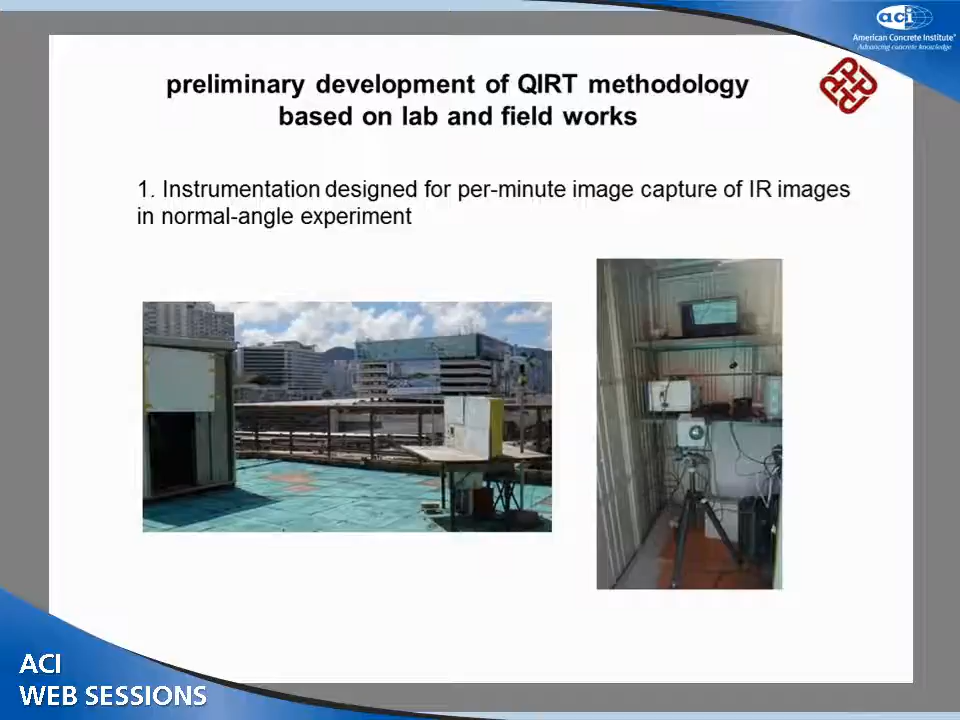 aci
American Concrete Institute®
Advancing concrete knowledge
preliminary development of QIRT methodology
based on lab and field works
1. Instrumentation designed for per-minute image capture of IR images
in normal-angle experiment
ACI
WEB SESSIONS